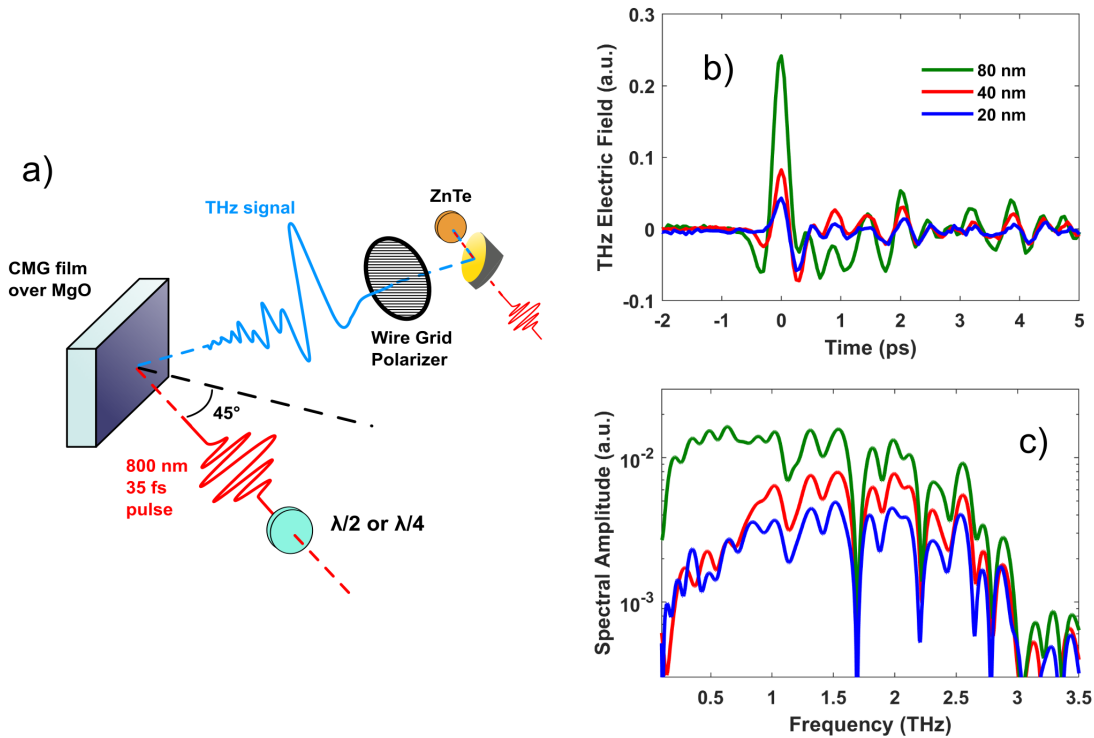 a)
CMG film
over MgO
THz signal
ZnTe
Wire Grid
Polarizer
45°
800 nm
35 fs
pulse
λ/2 or λ/4
b)
THz Electric Field (a.u.)
0.3
0.2
0.1
0
-0.1
80 nm
40 nm
20 nm
-2
-1
0
1
2
3
4
5
Time (ps)
c)
Spectral Amplitude (a.u.)
10⁻²
10⁻³
0.5
1
1.5
2
2.5
3
3.5
Frequency (THz)